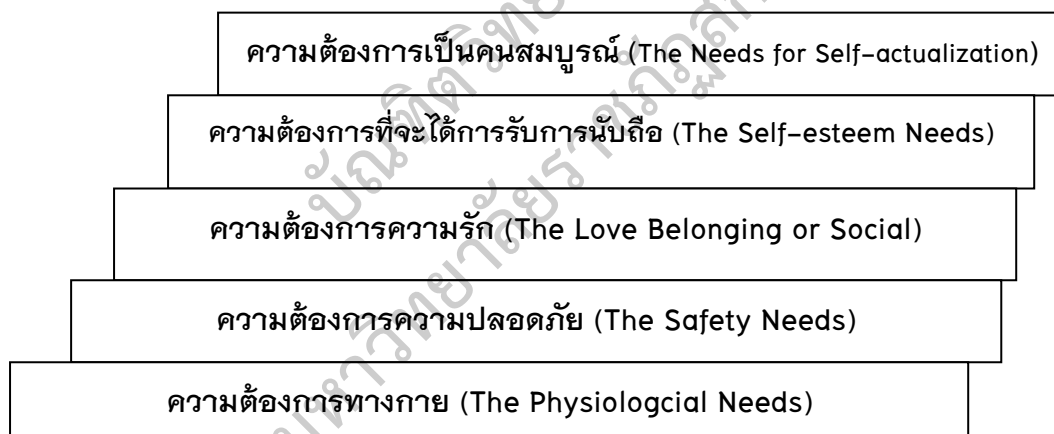 ความต้องการเป็นคนสมบูรณ์ (The Needs for Self-actualization)
ความต้องการที่จะได้การรับการนับถือ (The Self-esteem Needs)
ความต้องการความรัก (The Love Belonging or Social)
ความต้องการความปลอดภัย (The Safety Needs)
ความต้องการทางกาย (The Physiologcial Needs)